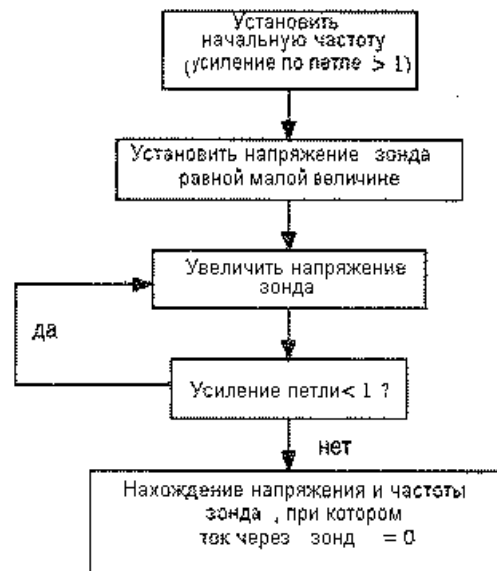 Установить
начальную частоту
(усиление по петле > 1)
Установить напряжение зонда
равной малой величине
Увеличить напряжение
зонда
да
Усиление петли < 1 ?
нет
Нахождение напряжения и частоты
зонда , при котором
ток через зонд = 0